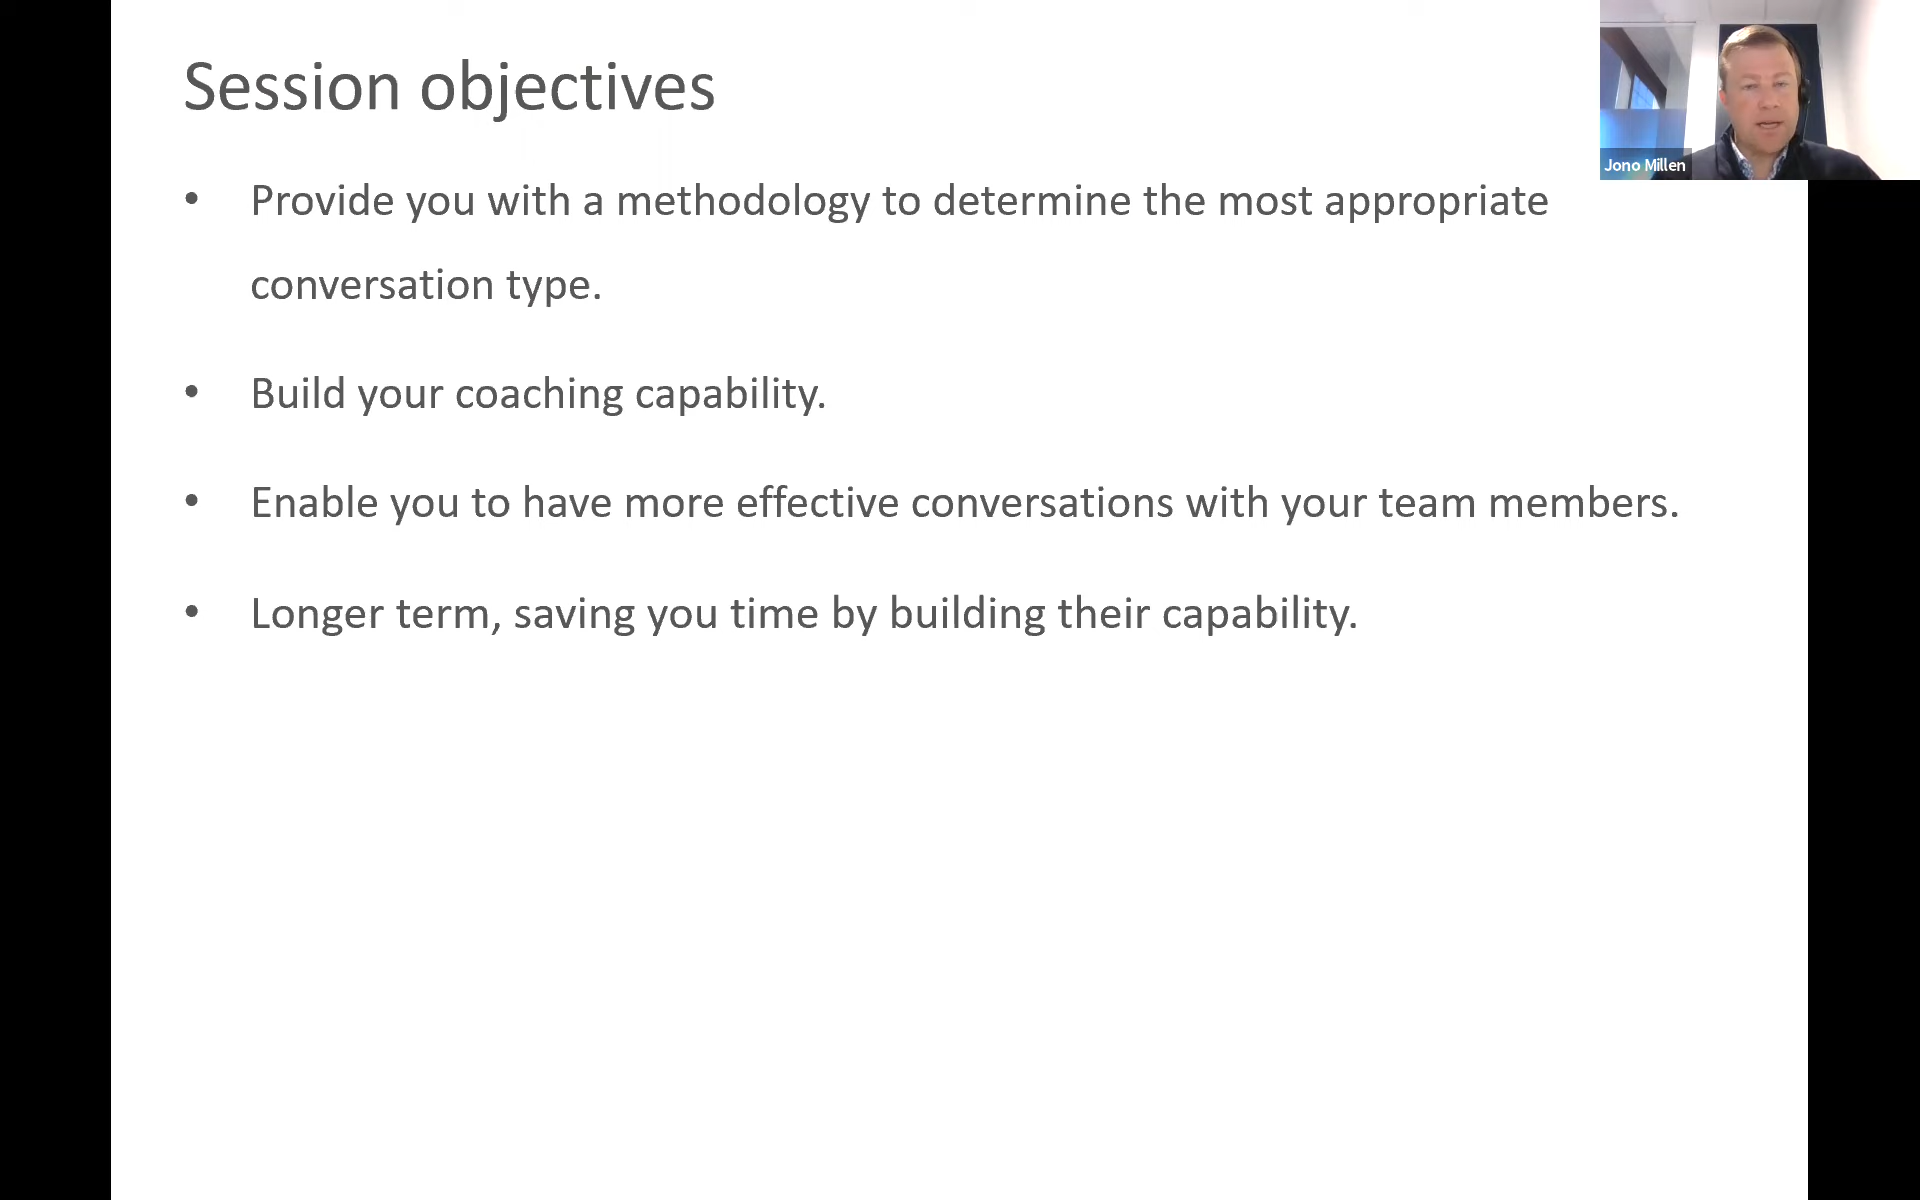 Session objectives
• Provide you with a methodology to determine the most appropriate
conversation type.
• Build your coaching capability.
• Enable you to have more effective conversations with your team members.
• Longer term, saving you time by building their capability.
Jono Millen